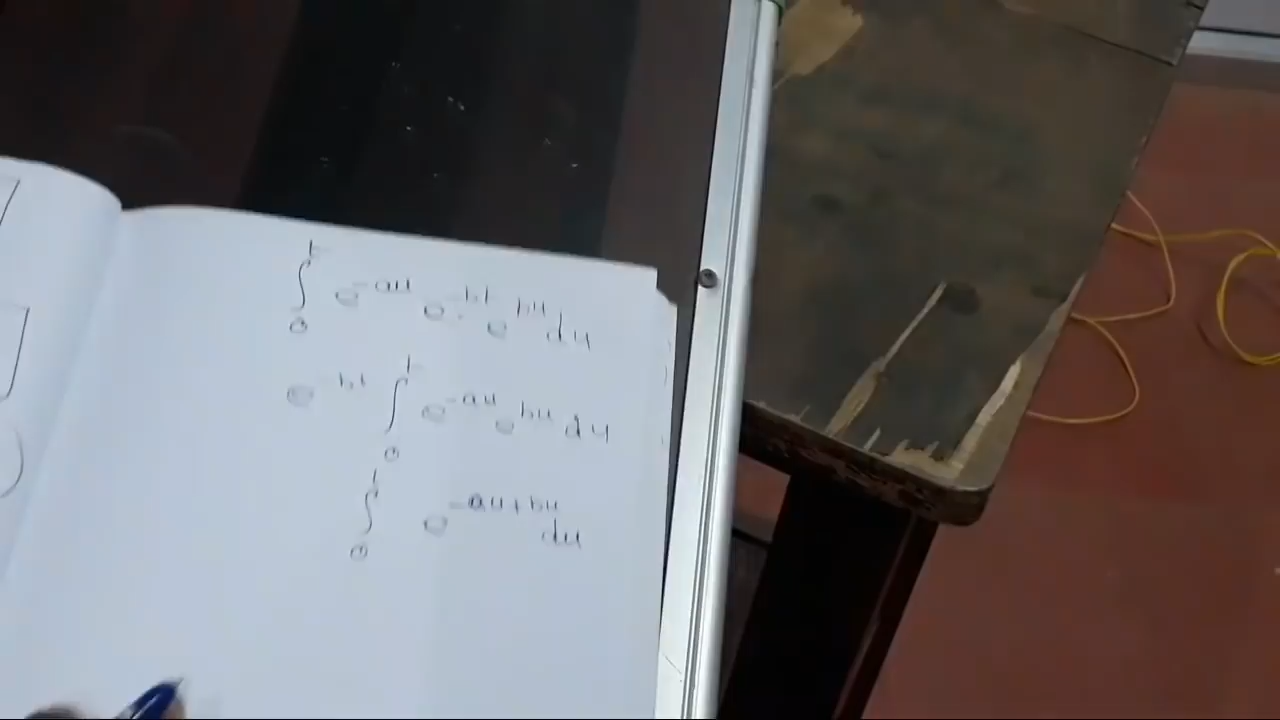 ∫₀ᵗ e^{-au} e^{-bt} e^{bu} du
e^{-bt} ∫₀ᵗ e^{-au} e^{bu} du
∫₀ᵗ e^{-au+bu} du